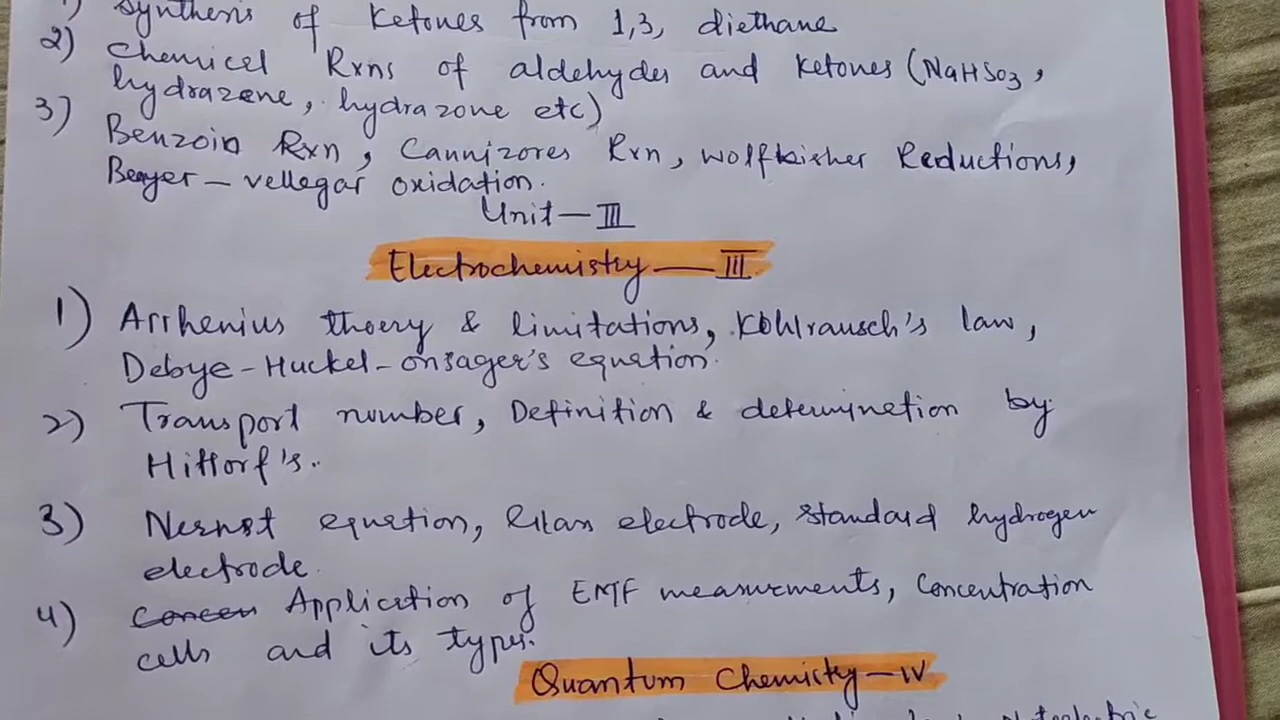 1) Synthesis of Ketones from 1,3, diethane
2) Chemical Rxns of aldehydes and Ketones (NaHSO3,
hydrazene, hydrazone etc)
3) Benzoin Rxn, Cannizores Rxn, wolfkisher Reductions,
Beayer - vellegar oxidation.
Unit - III
Electrochemistry — III
1) Arrhenius thoery & limitations, Kohlrausch's law,
Debye - Huckel - onsager's equation.
2) Transport number, Definition & determination by
Hittorf's.
3) Nernst equation, Glass electrode, standard hydrogen
electrode.
4) Concen Application of EMF measurments, Concentration
cells and its types.
Quantum Chemistry - IV